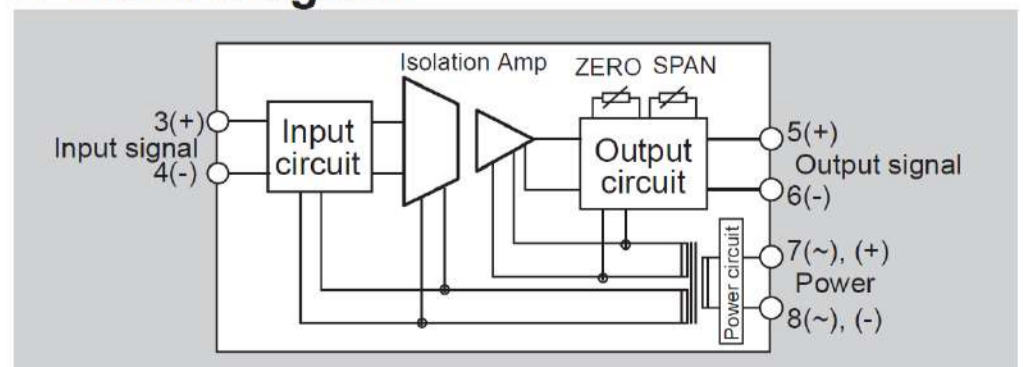 Isolation Amp
ZERO SPAN
3(+)
Input signal
4(-)
Input
circuit
Output
circuit
5(+)
Output signal
6(-)
Power circuit
7(~), (+)
Power
8(~), (-)